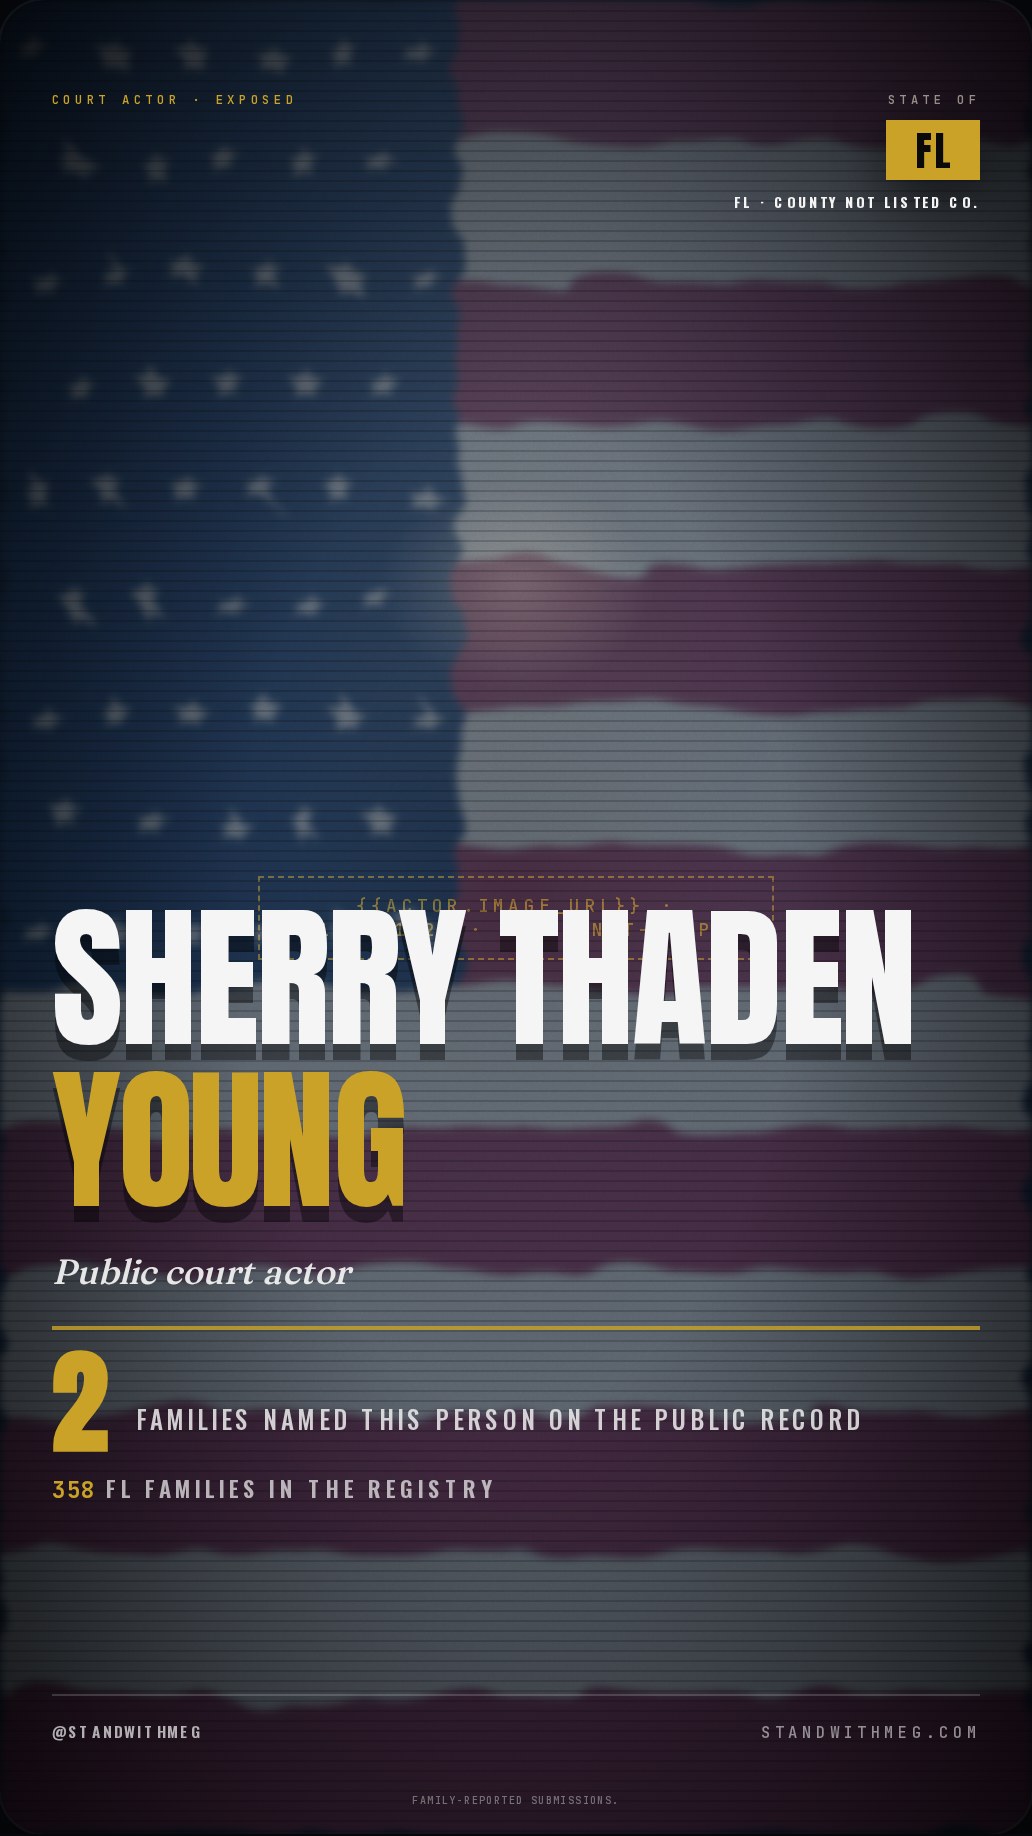 COURT ACTOR · EXPOSED
STATE OF
FL
FL · COUNTY NOT LISTED CO.
{{ACTOR.IMAGE_URL}} ·
SHERRY THADEN
YOUNG
Public court actor
2 FAMILIES NAMED THIS PERSON ON THE PUBLIC RECORD
358 FL FAMILIES IN THE REGISTRY
@STANDWITHMEG
STANDWITHMEG.COM
FAMILY-REPORTED SUBMISSIONS.